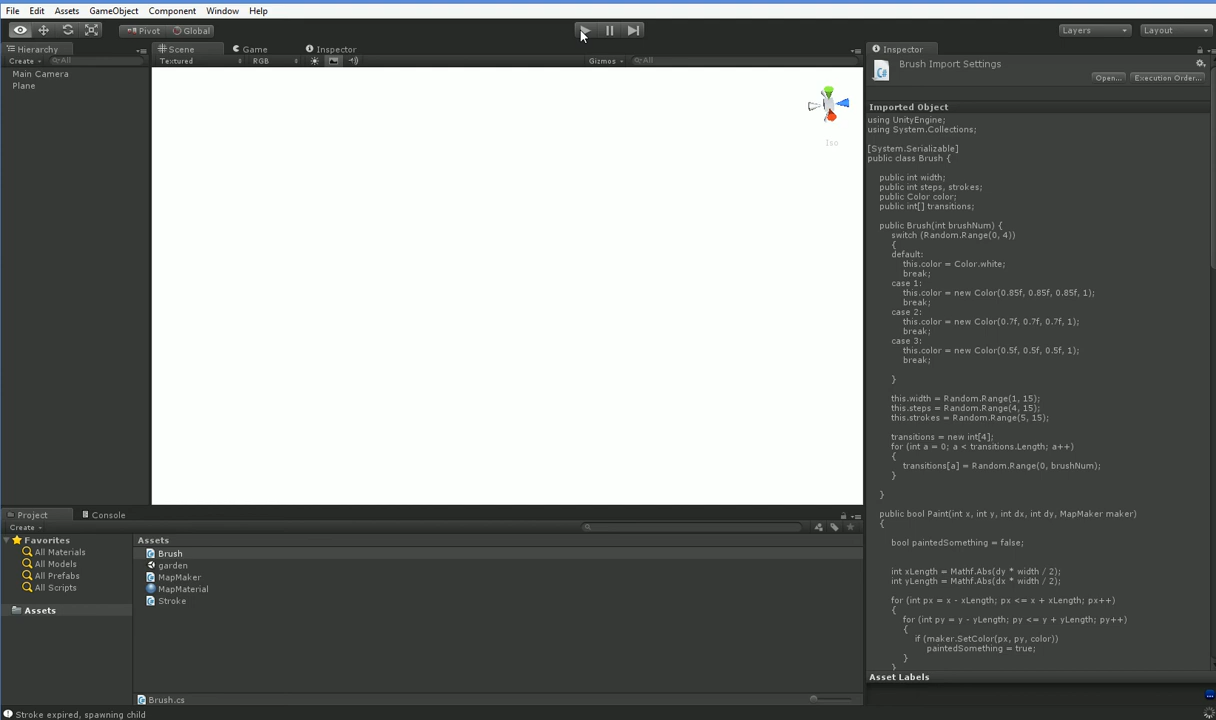 File Edit Assets GameObject Component Window Help
Pivot Global Layers Layout
Hierarchy Scene Game Inspector Inspector
Create All Textured RGB Gizmos All
Main Camera
Plane
Iso
Brush Import Settings
Open... Execution Order...
Imported Object
using UnityEngine;
using System.Collections;
[System.Serializable]
public class Brush {
public int width;
public int steps, strokes;
public Color color;
public int[] transitions;
public Brush(int brushNum) {
switch (Random.Range(0, 4))
{
default:
this.color = Color.white;
break;
case 1:
this.color = new Color(0.85f, 0.85f, 0.85f, 1);
break;
case 2:
this.color = new Color(0.7f, 0.7f, 0.7f, 1);
break;
case 3:
this.color = new Color(0.5f, 0.5f, 0.5f, 1);
break;
}
this.width = Random.Range(1, 15);
this.steps = Random.Range(4, 15);
this.strokes = Random.Range(5, 15);
transitions = new int[4];
for (int a = 0; a < transitions.Length; a++)
{
transitions[a] = Random.Range(0, brushNum);
}
}
public bool Paint(int x, int y, int dx, int dy, MapMaker maker)
{
bool paintedSomething = false;
int xLength = Mathf.Abs(dy * width / 2);
int yLength = Mathf.Abs(dx * width / 2);
for (int px = x - xLength; px <= x + xLength; px++)
{
for (int py = y - yLength; py <= y + yLength; py++)
{
if (maker.SetColor(px, py, color))
paintedSomething = true;
}
}
Asset Labels
Project Console
Create
Favorites
All Materials
All Models
All Prefabs
All Scripts
Assets
Assets
Brush
garden
MapMaker
MapMaterial
Stroke
Brush.cs
Stroke expired, spawning child